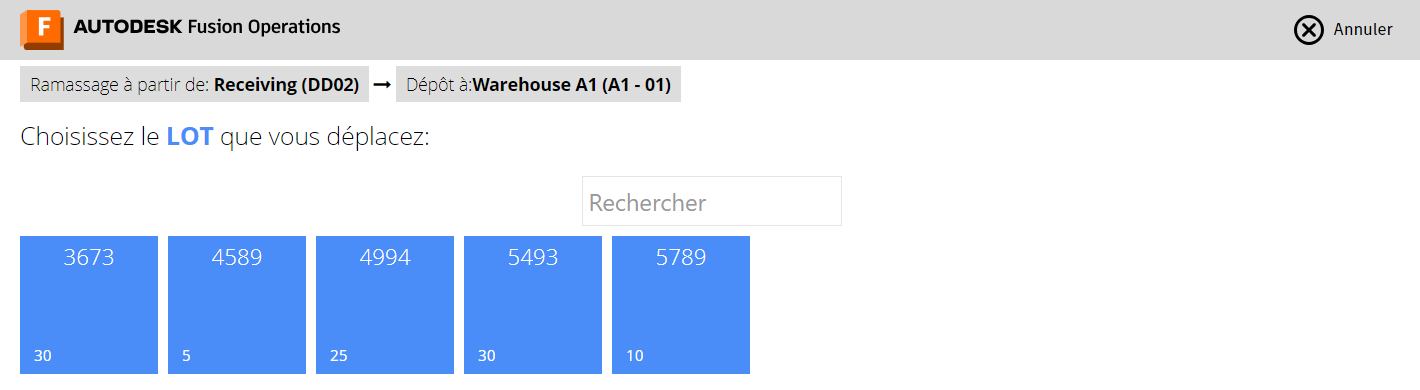 F AUTODESK Fusion Operations Annuler
Ramassage à partir de: Receiving (DD02) → Dépôt à:Warehouse A1 (A1 - 01)
Choisissez le LOT que vous déplacez:
Rechercher
3673 4589 4994 5493 5789
30 5 25 30 10